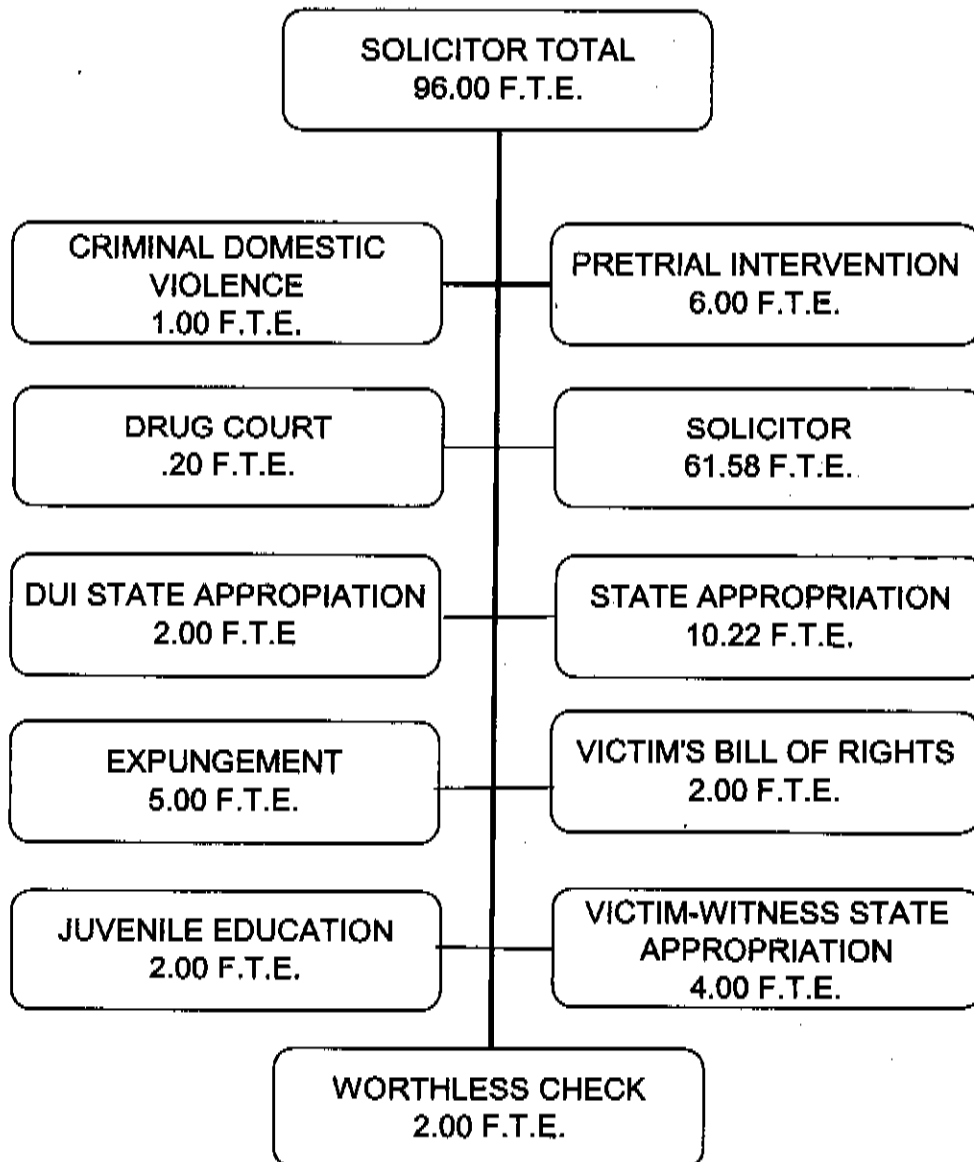 SOLICITOR TOTAL
96.00 F.T.E.
CRIMINAL DOMESTIC
VIOLENCE
1.00 F.T.E.
PRETRIAL INTERVENTION
6.00 F.T.E.
DRUG COURT
.20 F.T.E.
SOLICITOR
61.58 F.T.E.
DUI STATE APPROPIATION
2.00 F.T.E
STATE APPROPRIATION
10.22 F.T.E.
EXPUNGEMENT
5.00 F.T.E.
VICTIM'S BILL OF RIGHTS
2.00 F.T.E.
JUVENILE EDUCATION
2.00 F.T.E.
VICTIM-WITNESS STATE
APPROPRIATION
4.00 F.T.E.
WORTHLESS CHECK
2.00 F.T.E.